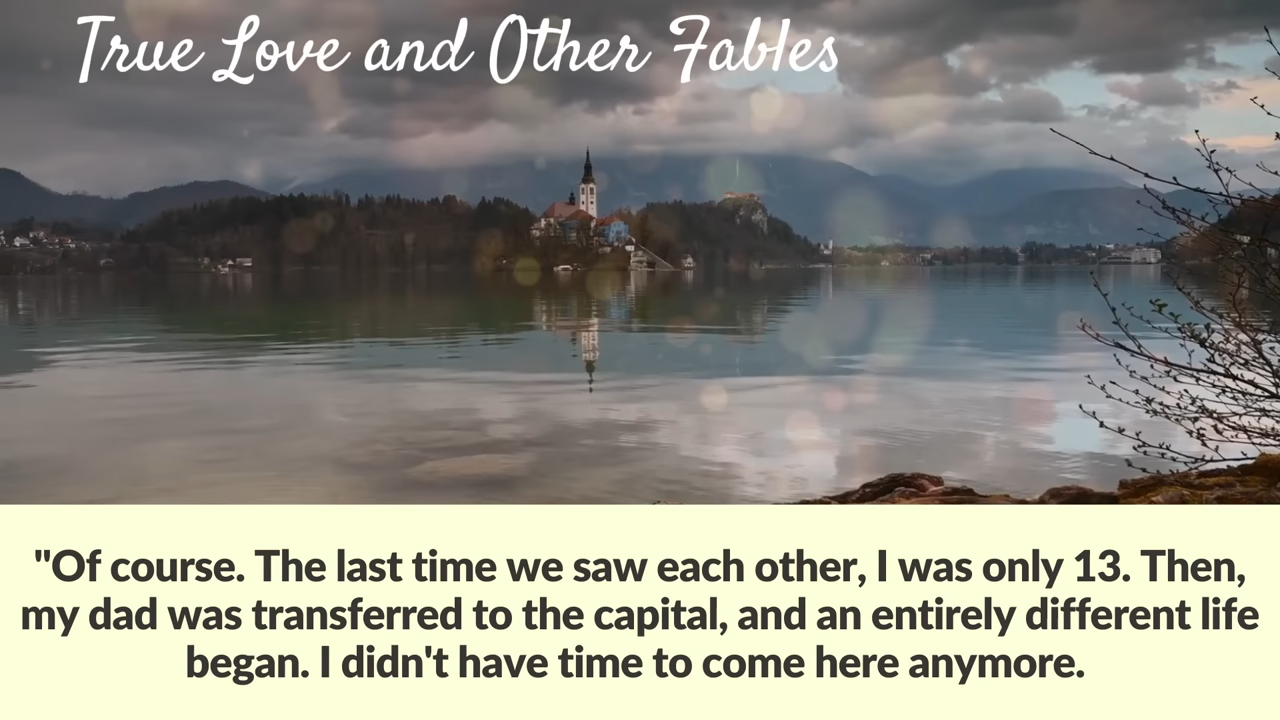 True Love and Other Fables
"Of course. The last time we saw each other, I was only 13. Then,
my dad was transferred to the capital, and an entirely different life
began. I didn't have time to come here anymore.